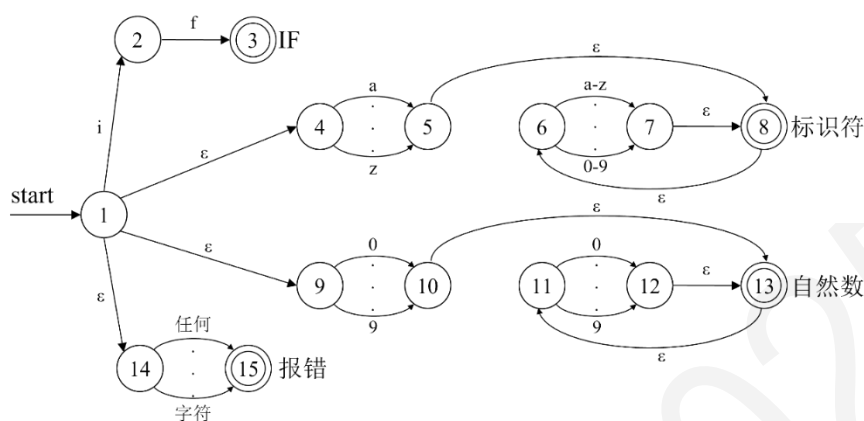 f
2
3
IF
ε
a
a-z
i
4
.
.
.
5
6
.
.
.
7
ε
8
标识符
ε
z
0-9
ε
start
1
ε
0
0
ε
ε
9
.
.
.
10
11
.
.
.
12
ε
13
自然数
9
9
ε
任何
14
.
.
.
15
报错
字符